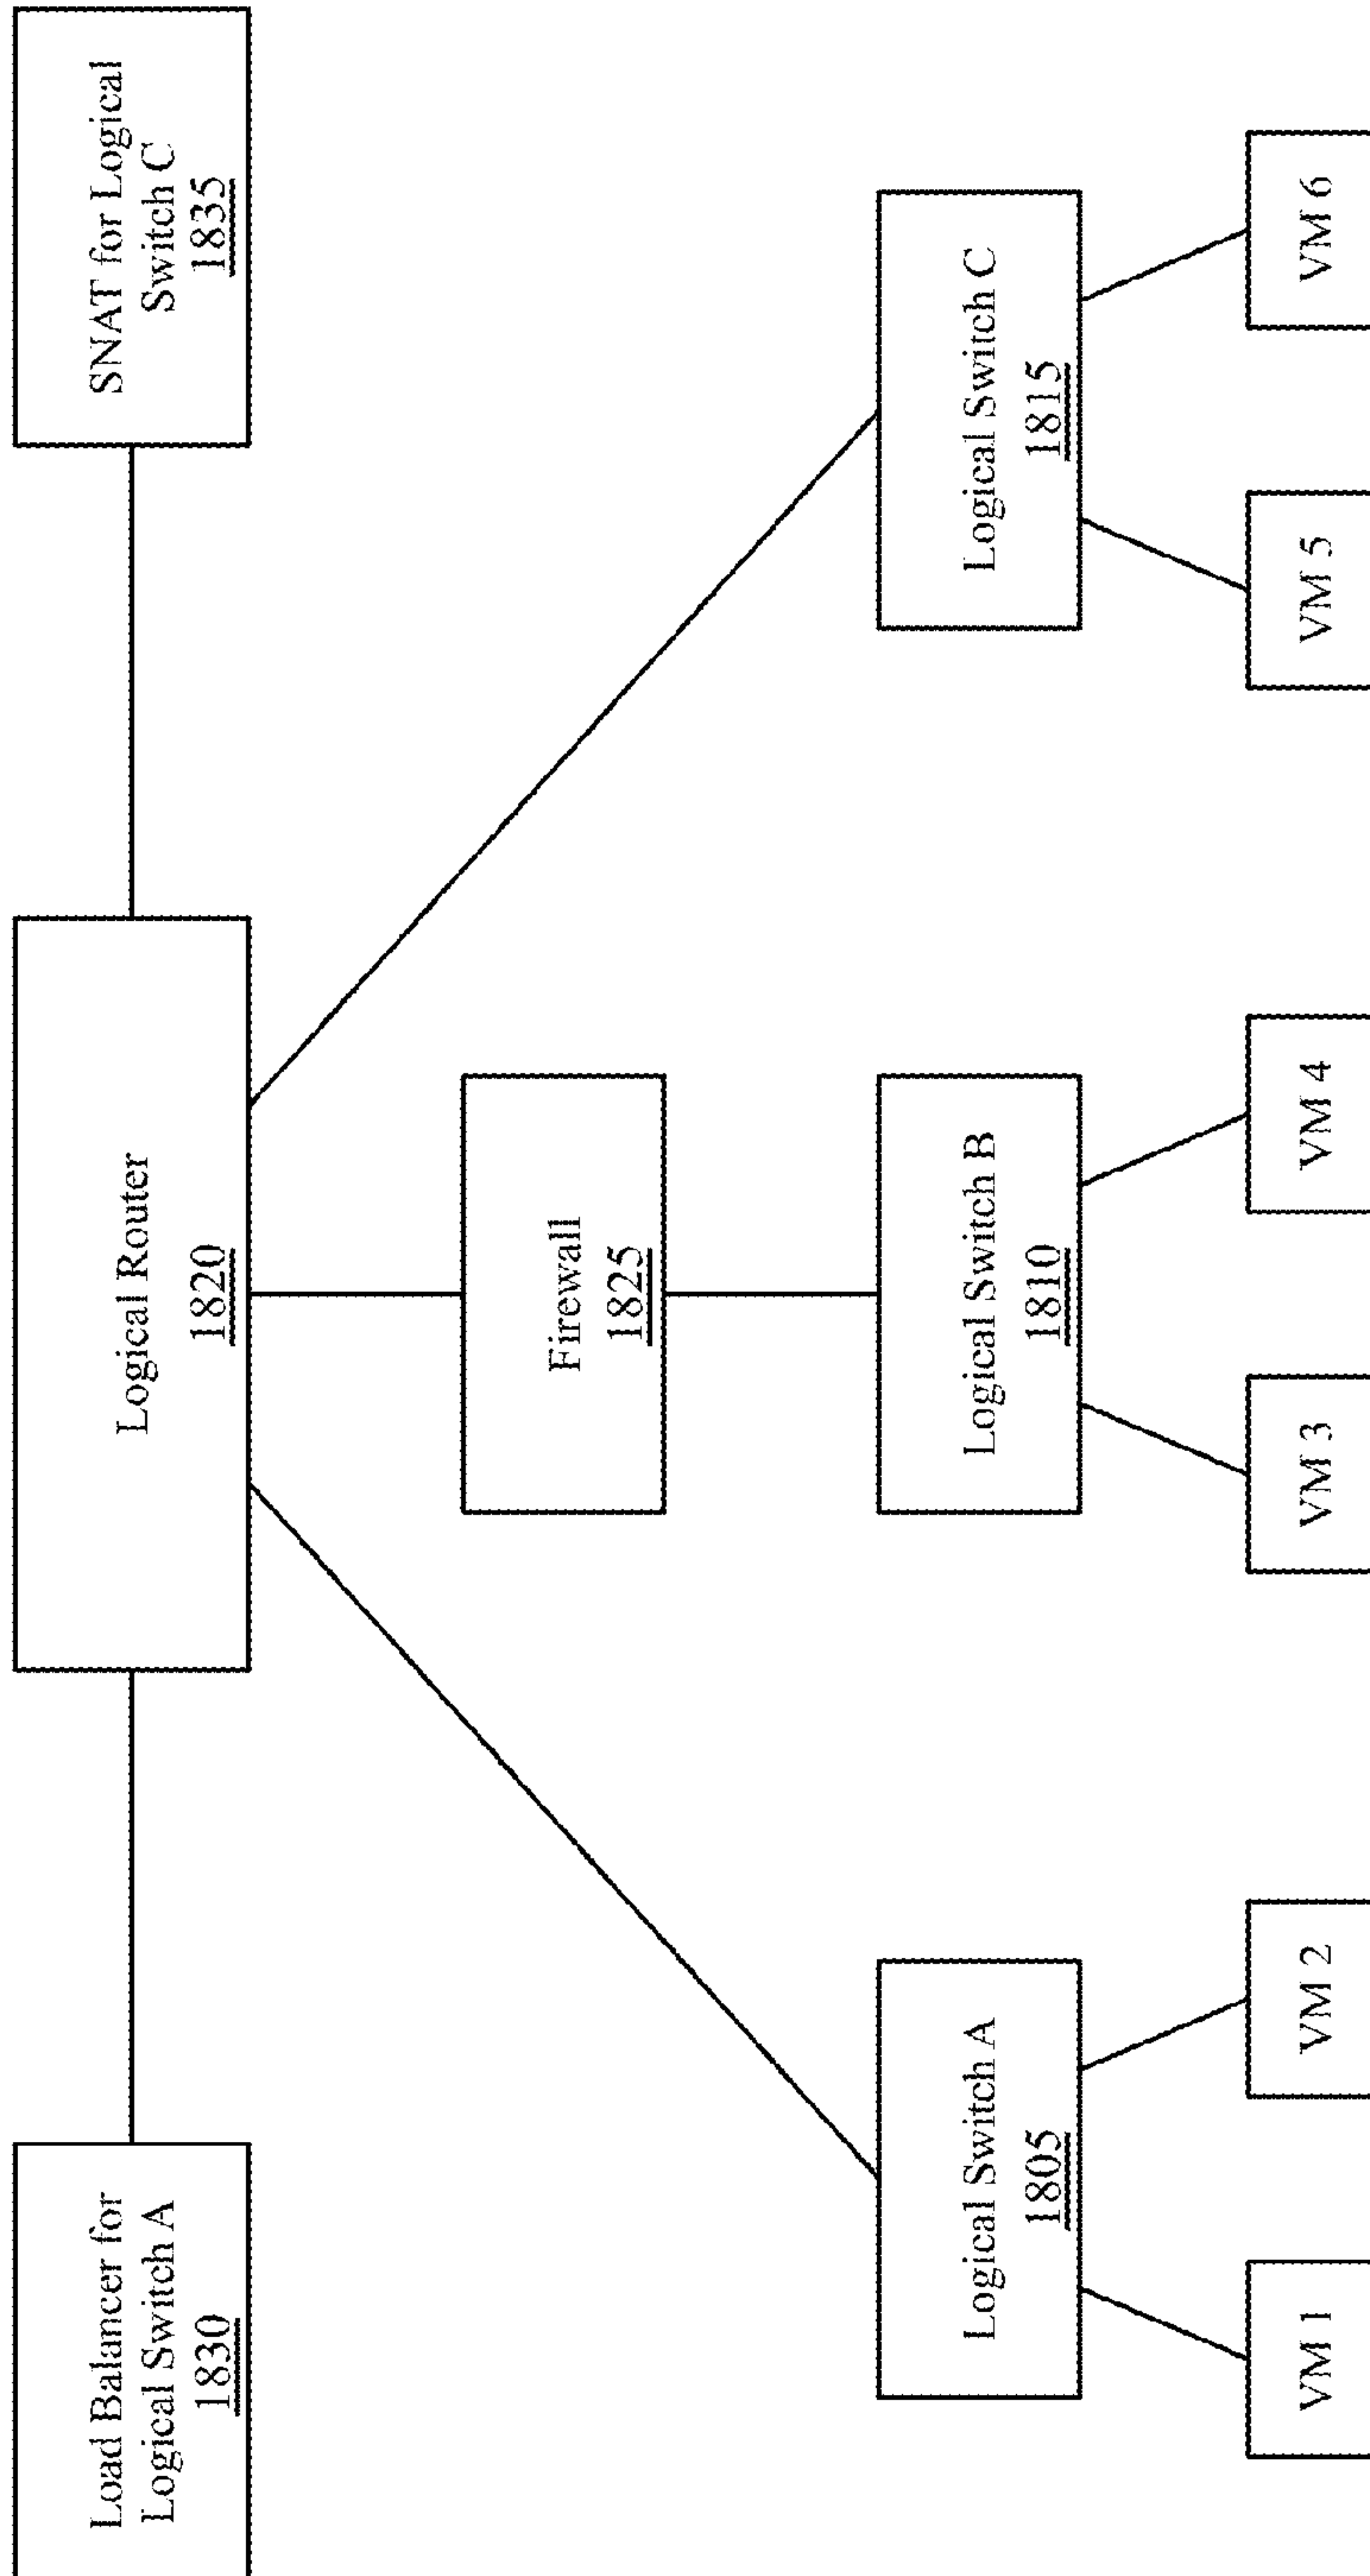 Load Balancer for
Logical Switch A
1830
Logical Router
1820
SNAT for Logical
Switch C
1835
Firewall
1825
Logical Switch A
1805
Logical Switch B
1810
Logical Switch C
1815
VM 1
VM 2
VM 3
VM 4
VM 5
VM 6